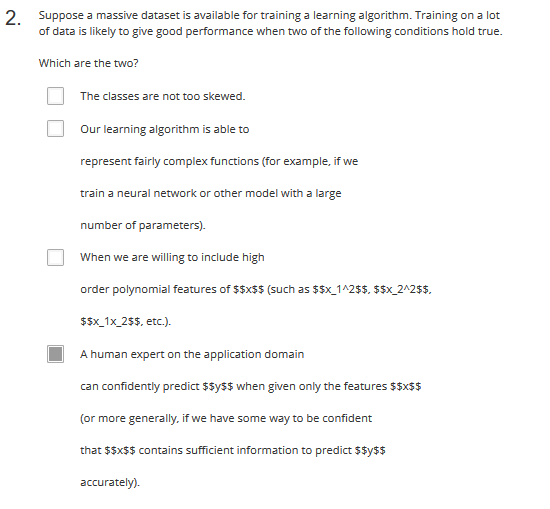 2. Suppose a massive dataset is available for training a learning algorithm. Training on a lot
of data is likely to give good performance when two of the following conditions hold true.
Which are the two?
The classes are not too skewed.
Our learning algorithm is able to
represent fairly complex functions (for example, if we
train a neural network or other model with a large
number of parameters).
When we are willing to include high
order polynomial features of $$x$$ (such as $$x_1^2$$, $$x_2^2$$,
$$x_1x_2$$, etc.).
A human expert on the application domain
can confidently predict $$y$$ when given only the features $$x$$
(or more generally, if we have some way to be confident
that $$x$$ contains sufficient information to predict $$y$$
accurately).